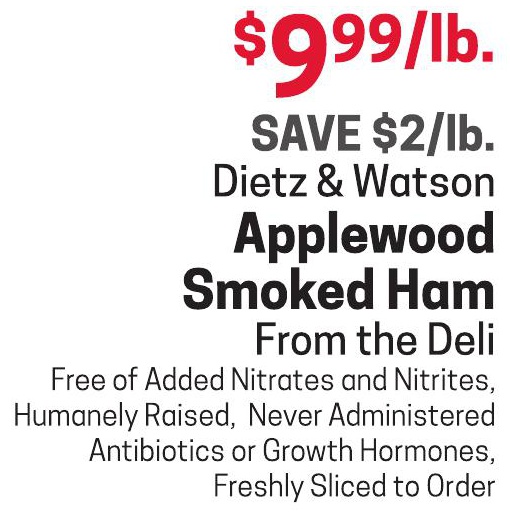 $9.99/lb.
SAVE $2/lb.
Dietz & Watson
Applewood
Smoked Ham
From the Deli
Free of Added Nitrates and Nitrites,
Humanely Raised, Never Administered
Antibiotics or Growth Hormones,
Freshly Sliced to Order